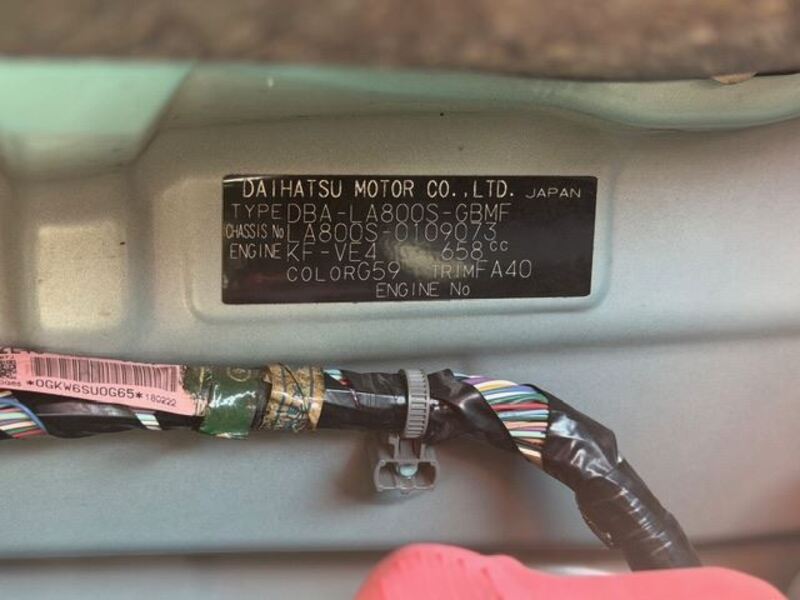 DAIHATSU MOTOR CO.,LTD. JAPAN
TYPE DBA-LA800S-GBMF
CHASSIS No LA800S-0109073
ENGINE KF-VE4 658cc
COLOR G59 TRIM FA40
ENGINE No
*0GKW6SU0G65* 180222